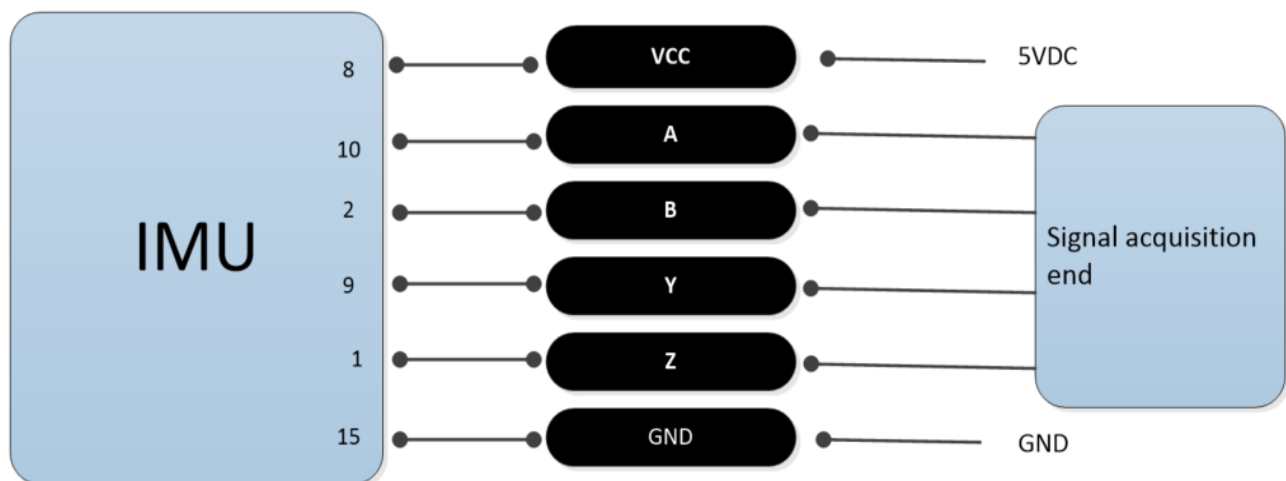 8 VCC 5VDC
10 A
2 B
IMU
Signal acquisition
end
9 Y
1 Z
15 GND GND